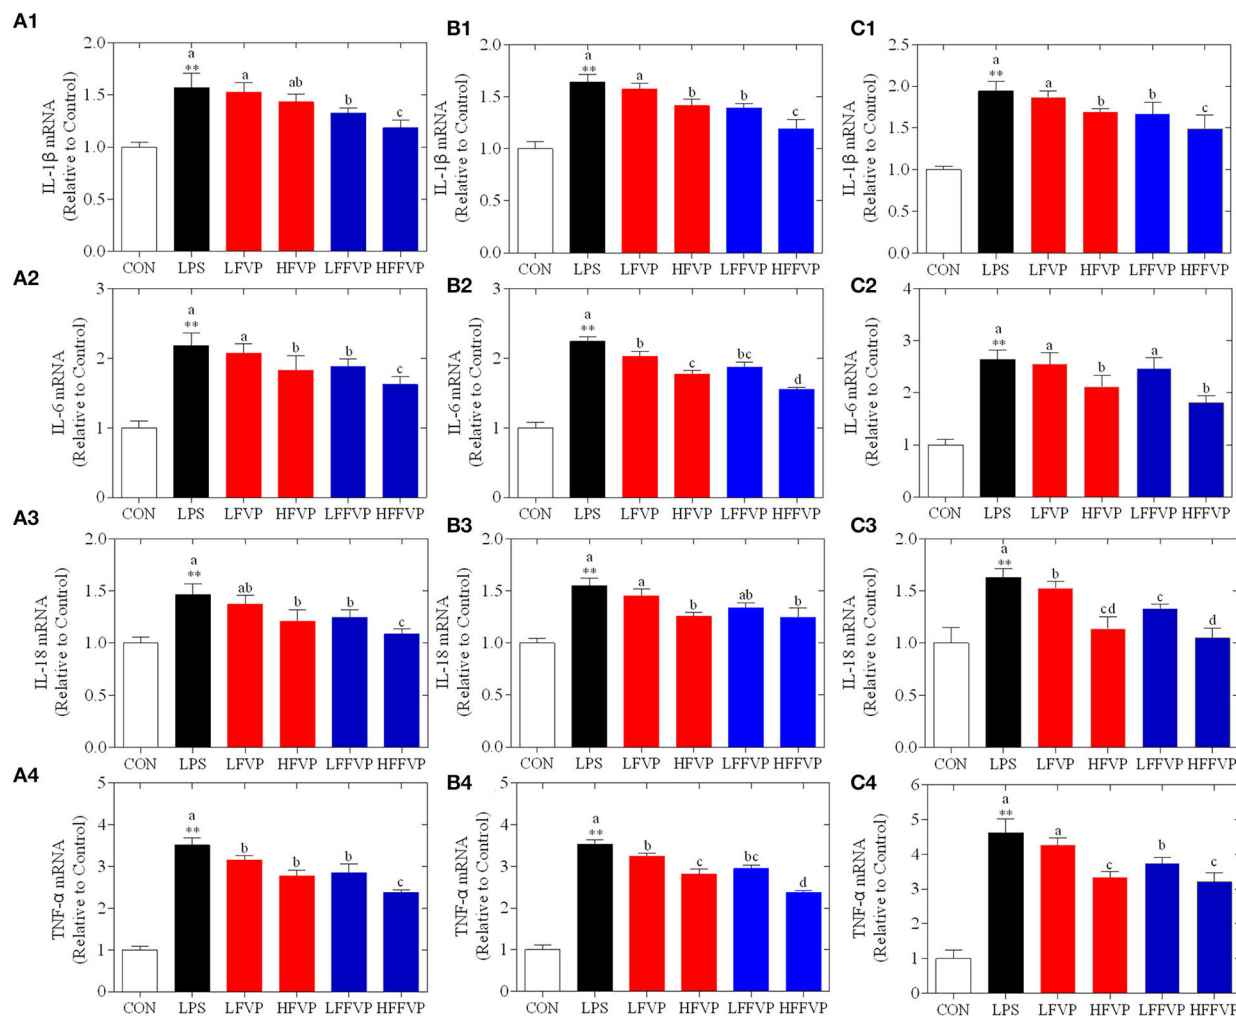 A1
IL-1β mRNA
(Relative to Control)
2.0
1.5
1.0
0.5
0.0
a
**
a
ab
b
c
CON LPS LFVP HFVP LFFVP HFFVP
B1
IL-1β mRNA
(Relative to Control)
2.0
1.5
1.0
0.5
0.0
a
**
a
b
b
c
CON LPS LFVP HFVP LFFVP HFFVP
C1
IL-1β mRNA
(Relative to Control)
2.5
2.0
1.5
1.0
0.5
0.0
a
**
a
b
b
c
CON LPS LFVP HFVP LFFVP HFFVP
A2
IL-6 mRNA
(Relative to Control)
3
2
1
0
a
**
a
b
b
c
CON LPS LFVP HFVP LFFVP HFFVP
B2
IL-6 mRNA
(Relative to Control)
3
2
1
0
a
**
b
c
bc
d
CON LPS LFVP HFVP LFFVP HFFVP
C2
IL-6 mRNA
(Relative to Control)
4
3
2
1
0
a
**
a
b
a
b
CON LPS LFVP HFVP LFFVP HFFVP
A3
IL-18 mRNA
(Relative to Control)
2.0
1.5
1.0
0.5
0.0
a
**
ab
b
b
c
CON LPS LFVP HFVP LFFVP HFFVP
B3
IL-18 mRNA
(Relative to Control)
2.0
1.5
1.0
0.5
0.0
a
**
a
b
ab
b
CON LPS LFVP HFVP LFFVP HFFVP
C3
IL-18 mRNA
(Relative to Control)
2.0
1.5
1.0
0.5
0.0
a
**
b
cd
c
d
CON LPS LFVP HFVP LFFVP HFFVP
A4
TNF-α mRNA
(Relative to Control)
5
4
3
2
1
0
a
**
b
b
b
c
CON LPS LFVP HFVP LFFVP HFFVP
B4
TNF-α mRNA
(Relative to Control)
5
4
3
2
1
0
a
**
b
c
bc
d
CON LPS LFVP HFVP LFFVP HFFVP
C4
TNF-α mRNA
(Relative to Control)
6
5
4
3
2
1
0
a
**
a
c
b
c
CON LPS LFVP HFVP LFFVP HFFVP